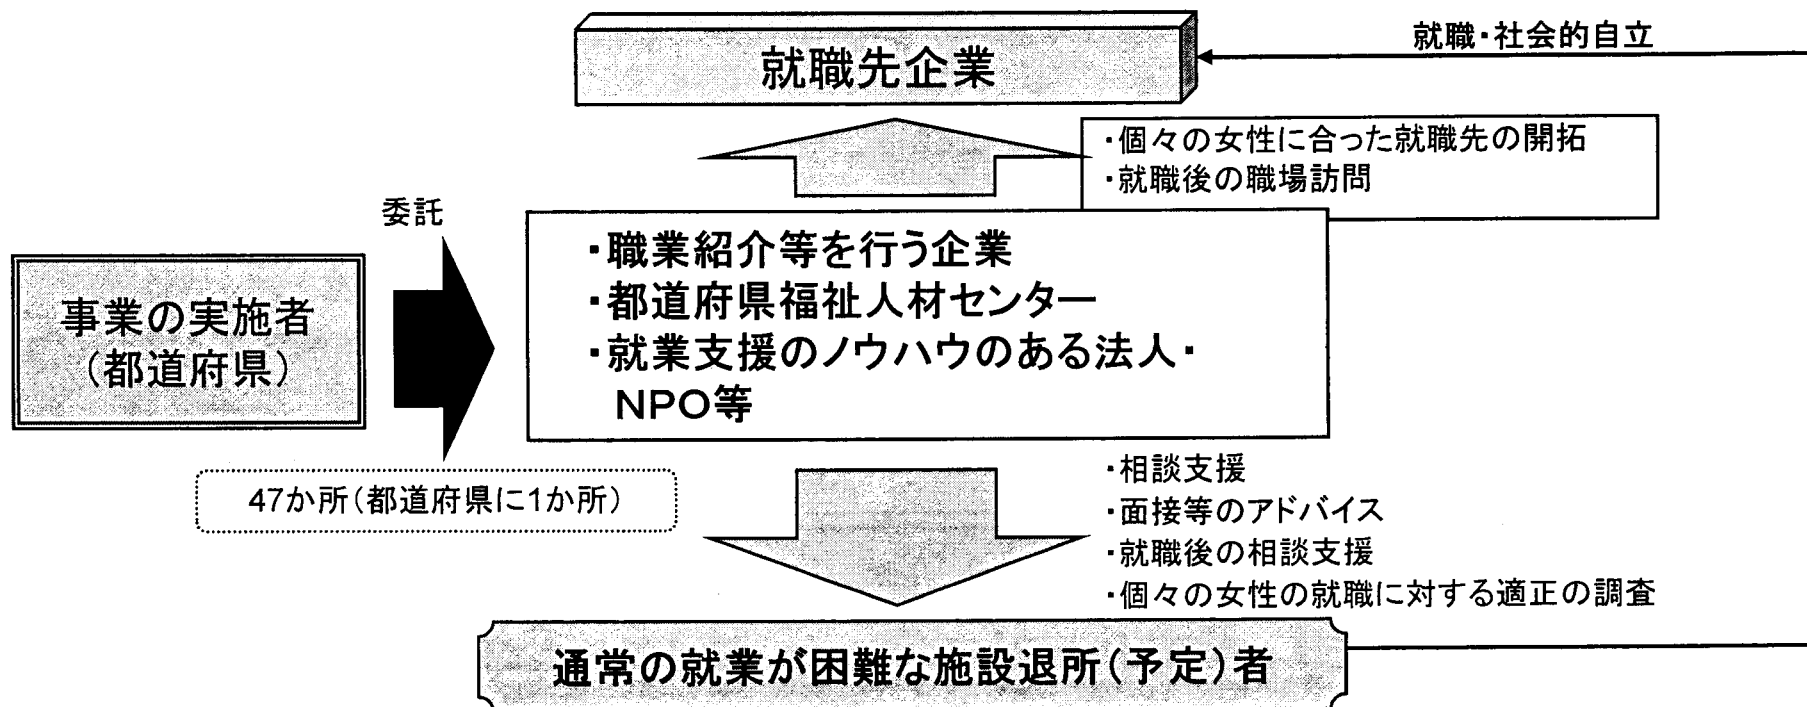 就職先企業
就職・社会的自立
・個々の女性に合った就職先の開拓
・就職後の職場訪問
委託
事業の実施者
(都道府県)
・職業紹介等を行う企業
・都道府県福祉人材センター
・就業支援のノウハウのある法人・
NPO等
47か所(都道府県に1か所)
・相談支援
・面接等のアドバイス
・就職後の相談支援
・個々の女性の就職に対する適正の調査
通常の就業が困難な施設退所(予定)者